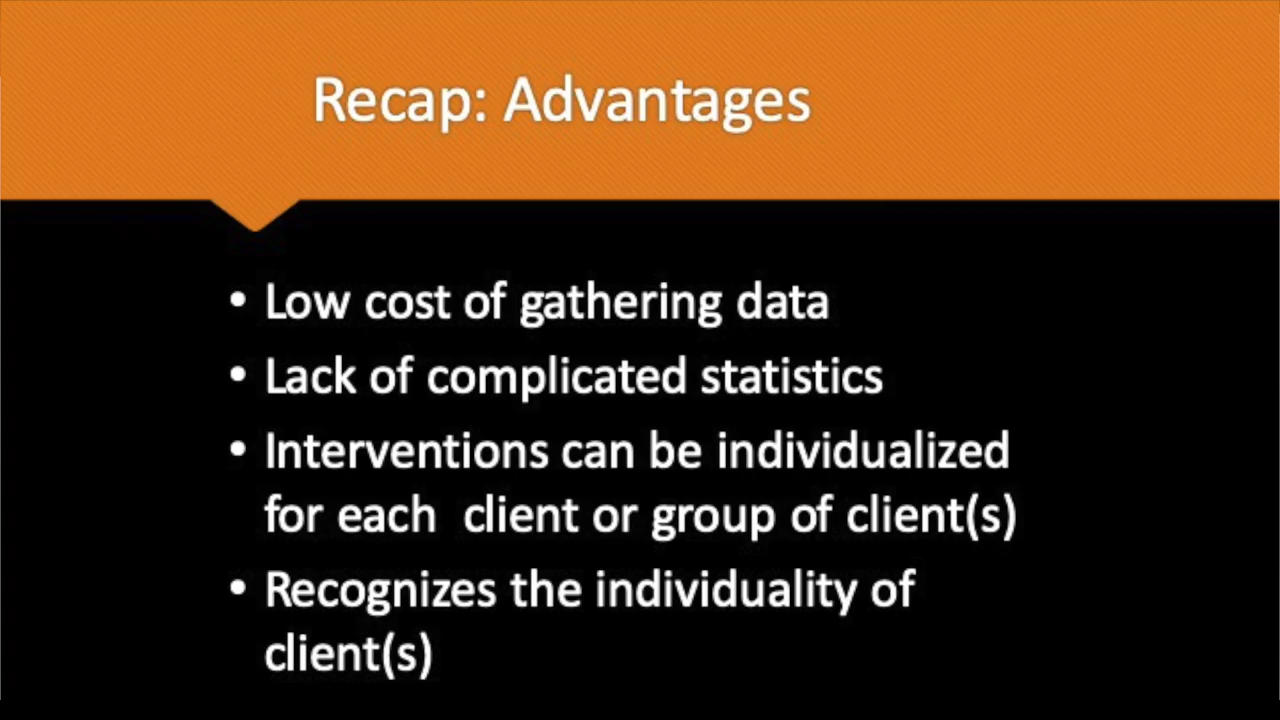 Recap: Advantages
• Low cost of gathering data
• Lack of complicated statistics
• Interventions can be individualized
for each  client or group of client(s)
• Recognizes the individuality of
client(s)